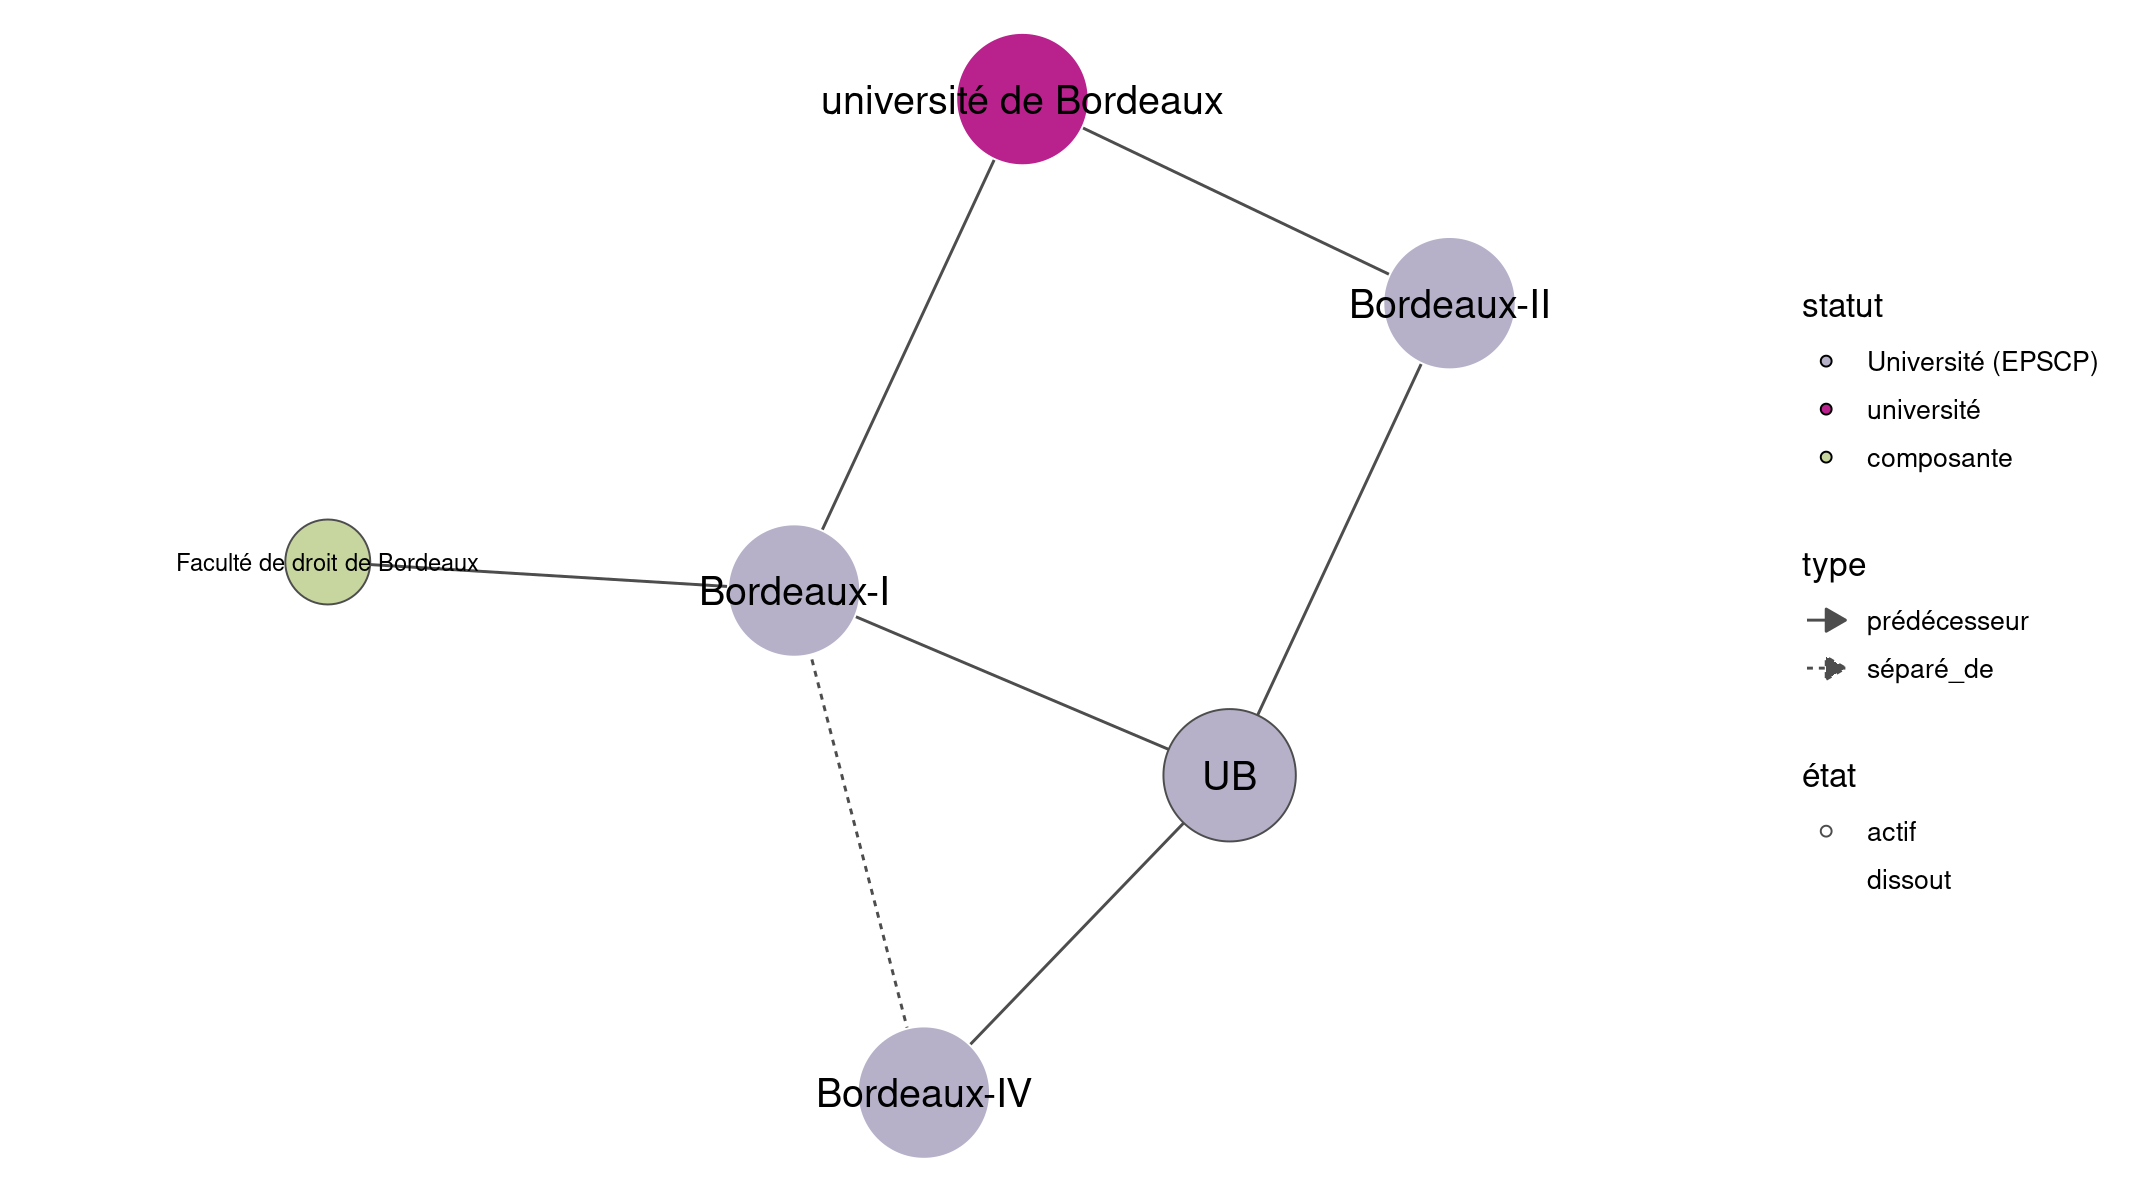 université de Bordeaux
Bordeaux-II
Faculté de droit de Bordeaux
Bordeaux-I
UB
Bordeaux-IV
statut
Université (EPSCP)
université
composante
type
prédécesseur
séparé_de
état
actif
dissout